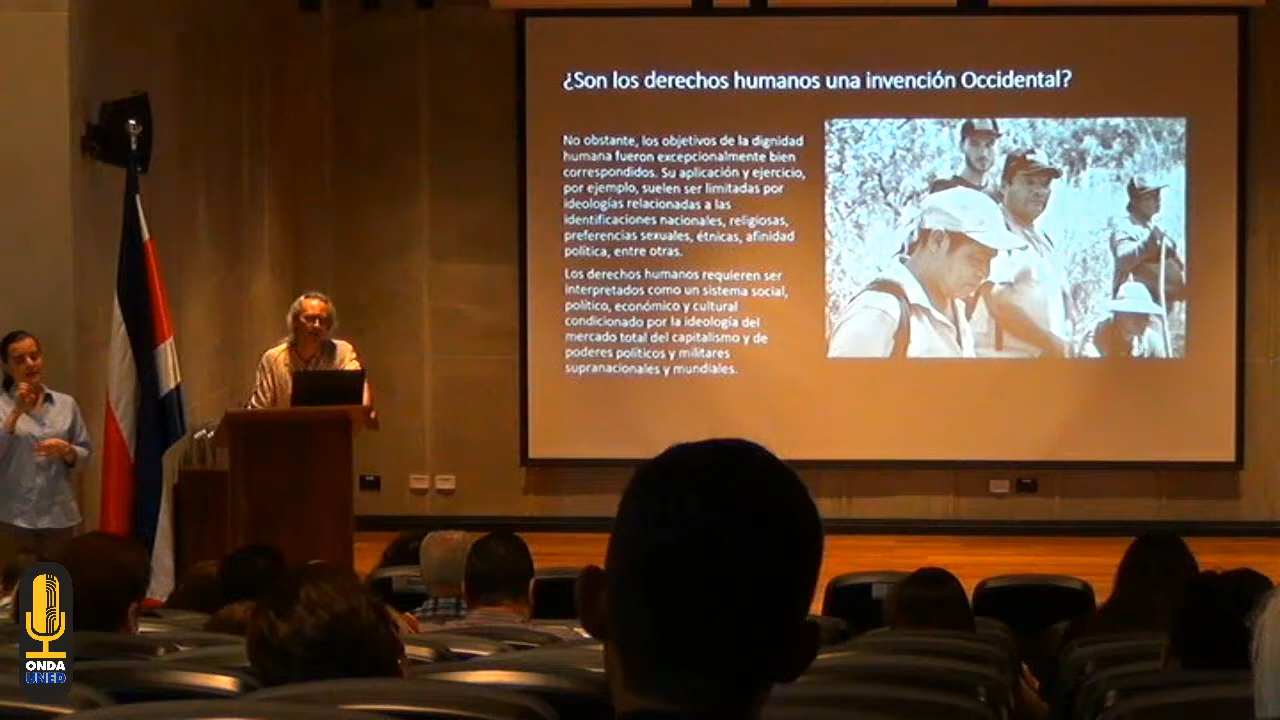 ¿Son los derechos humanos una invención Occidental?
No obstante, los objetivos de la dignidad
humana fueron excepcionalmente bien
correspondidos. Su aplicación y ejercicio,
por ejemplo, suelen ser limitadas por
ideologías relacionadas a las
identificaciones nacionales, religiosas,
preferencias sexuales, étnicas, afinidad
política, entre otras.
Los derechos humanos requieren ser
interpretados como un sistema social,
político, económico y cultural
condicionado por la ideología del
mercado total del capitalismo y de
poderes políticos y militares
supranacionales y mundiales.
ONDA
UNED